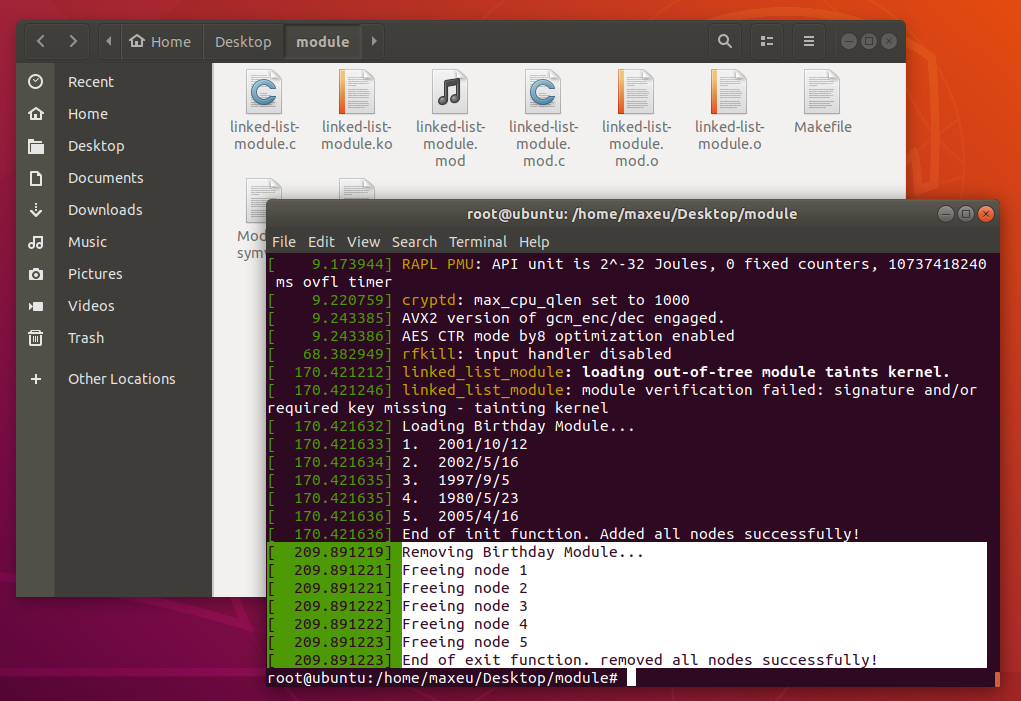 Home
Desktop
module
Recent
Home
Desktop
Documents
Downloads
Music
Pictures
Videos
Trash
Other Locations
linked-list-
module.c
linked-list-
module.ko
linked-list-
module.
mod
linked-list-
module.
mod.c
linked-list-
module.
mod.o
linked-list-
module.o
Makefile
root@ubuntu: /home/maxeu/Desktop/module
File Edit View Search Terminal Help
[    9.173944] RAPL PMU: API unit is 2^-32 Joules, 0 fixed counters, 10737418240
 ms ovfl timer
[    9.220759] cryptd: max_cpu_qlen set to 1000
[    9.243385] AVX2 version of gcm_enc/dec engaged.
[    9.243386] AES CTR mode by8 optimization enabled
[   68.382949] rfkill: input handler disabled
[  170.421212] linked_list_module: loading out-of-tree module taints kernel.
[  170.421246] linked_list_module: module verification failed: signature and/or
required key missing - tainting kernel
[  170.421632] Loading Birthday Module...
[  170.421633] 1.  2001/10/12
[  170.421634] 2.  2002/5/16
[  170.421635] 3.  1997/9/5
[  170.421635] 4.  1980/5/23
[  170.421636] 5.  2005/4/16
[  170.421636] End of init function. Added all nodes successfully!
[  209.891219] Removing Birthday Module...
[  209.891221] Freeing node 1
[  209.891221] Freeing node 2
[  209.891222] Freeing node 3
[  209.891222] Freeing node 4
[  209.891223] Freeing node 5
[  209.891223] End of exit function. removed all nodes successfully!
root@ubuntu:/home/maxeu/Desktop/module#